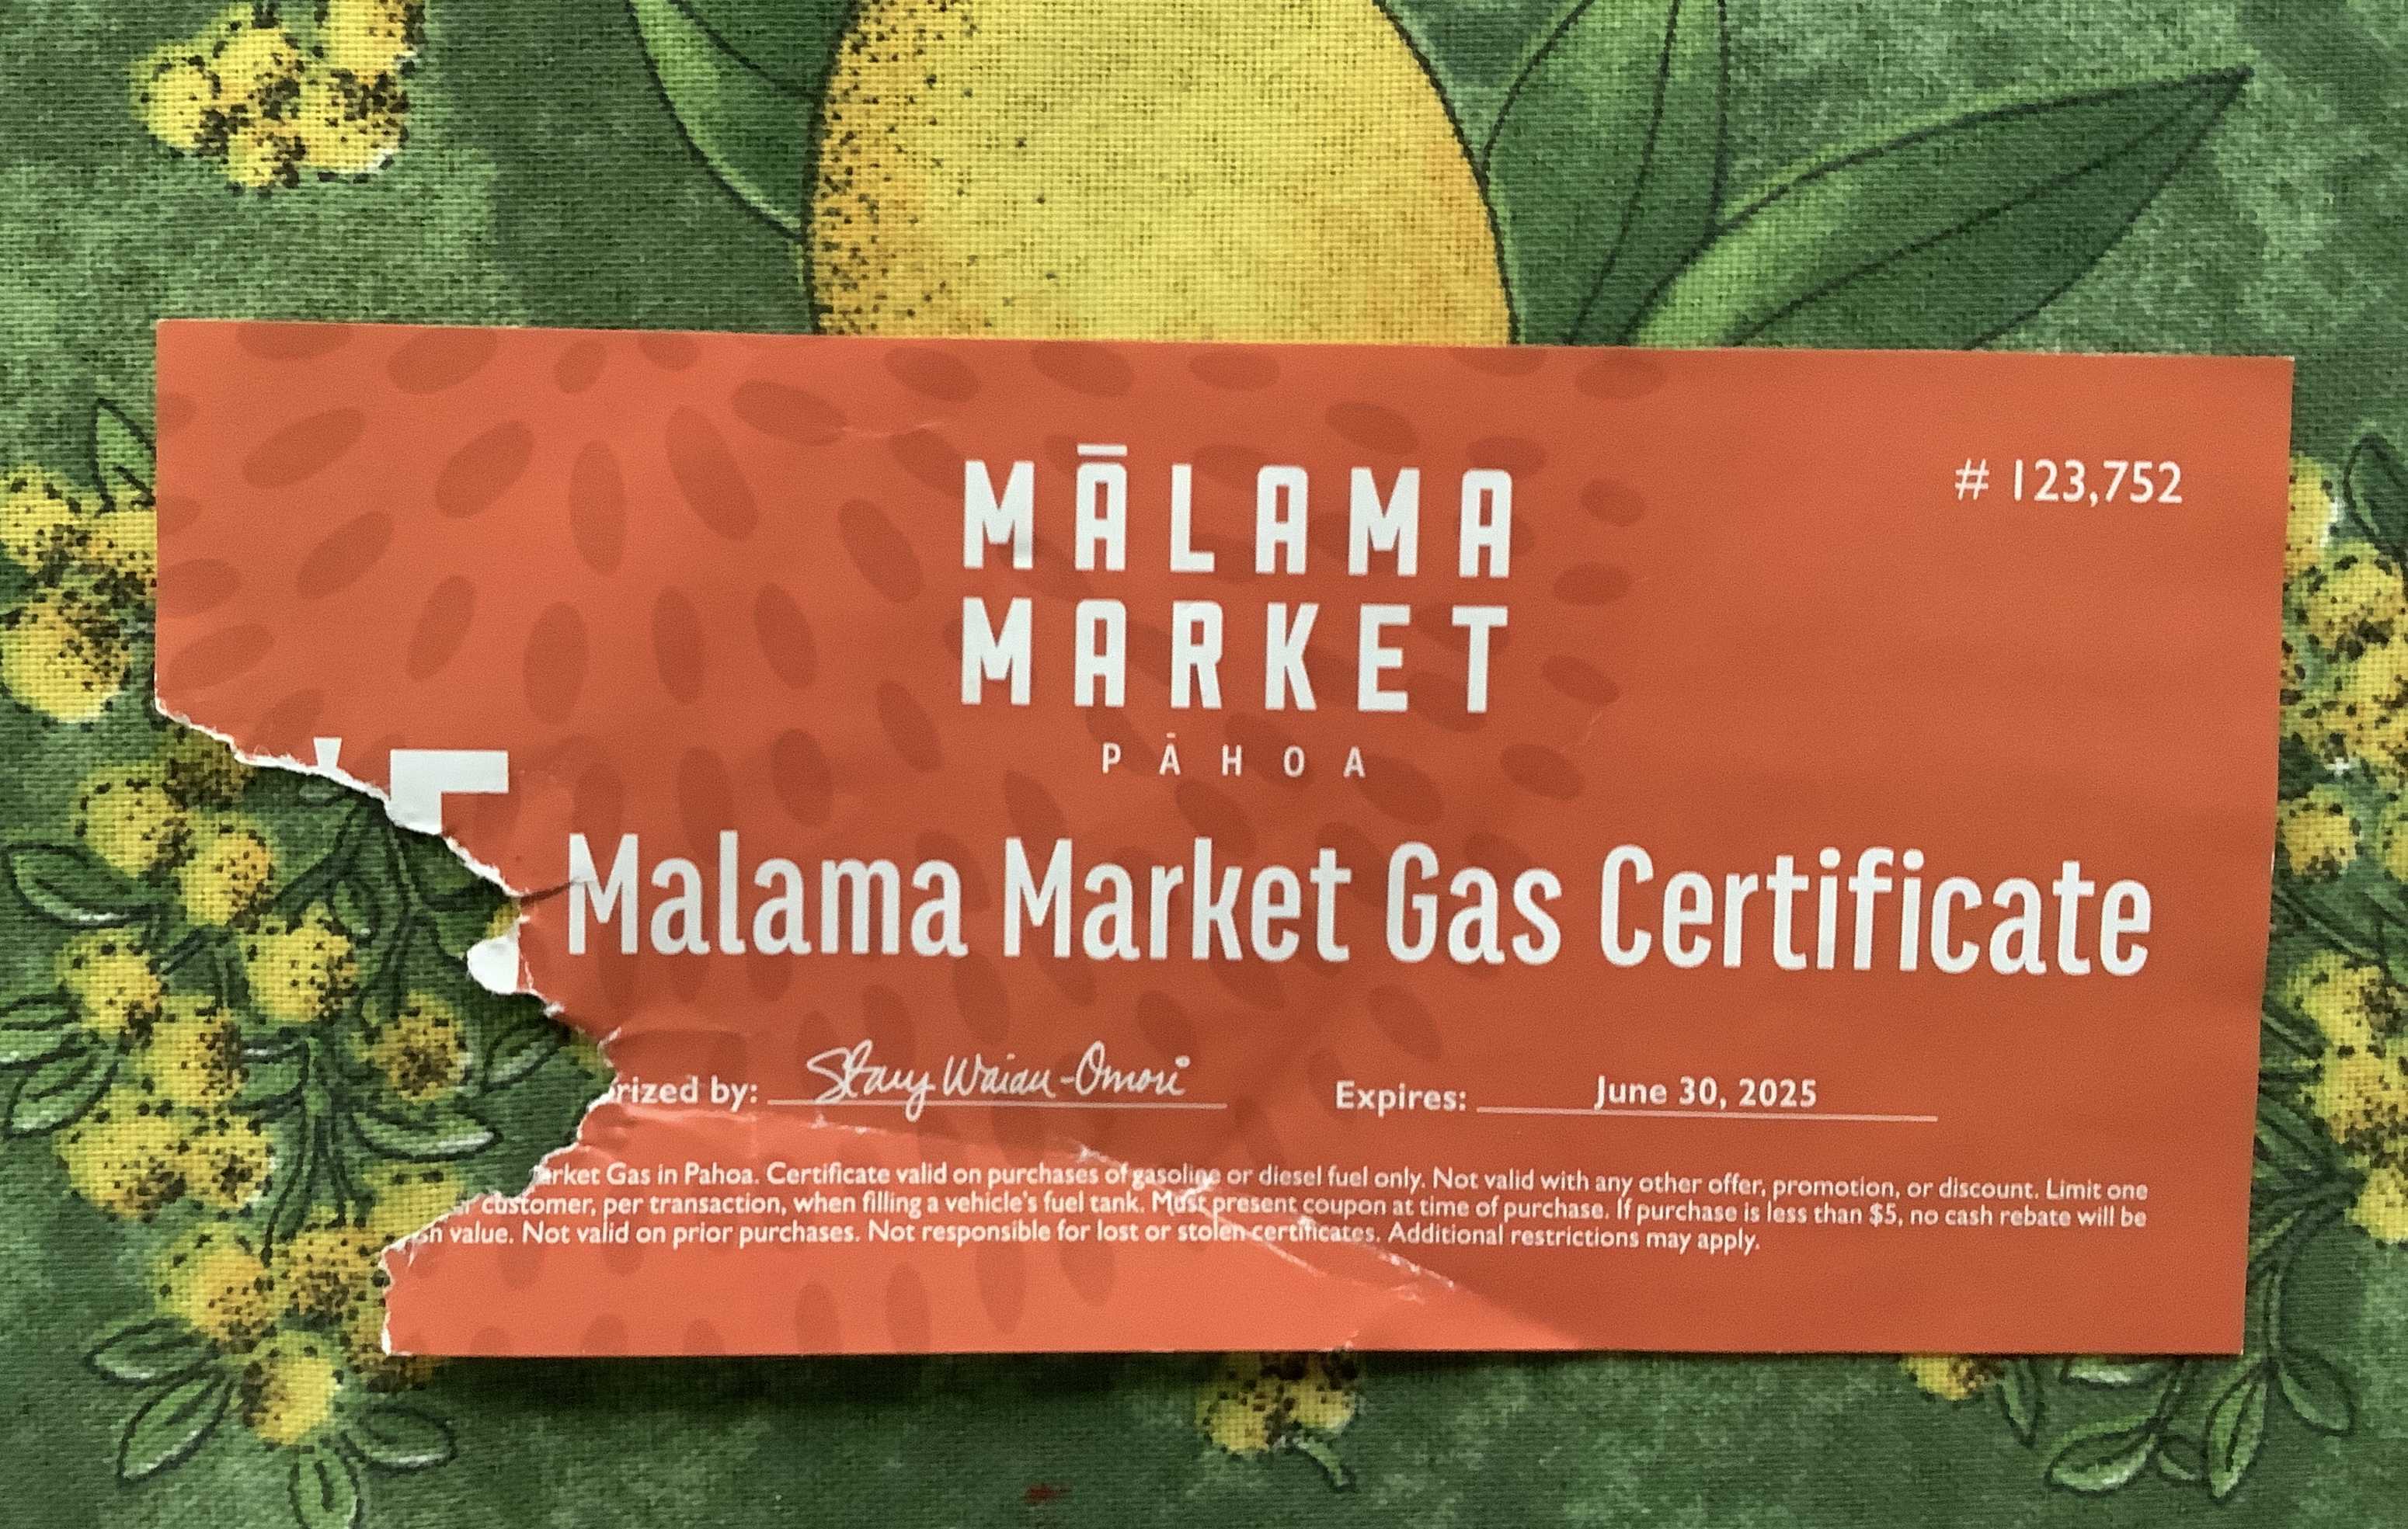 MĀLAMA
MARKET
PĀHOA
# 123,752
Malama Market Gas Certificate
rized by: Stacy Waiau-Omori Expires: June 30, 2025
arket Gas in Pahoa. Certificate valid on purchases of gasoline or diesel fuel only. Not valid with any other offer, promotion, or discount. Limit one
customer, per transaction, when filling a vehicle's fuel tank. Must present coupon at time of purchase. If purchase is less than $5, no cash rebate will be
value. Not valid on prior purchases. Not responsible for lost or stolen certificates. Additional restrictions may apply.